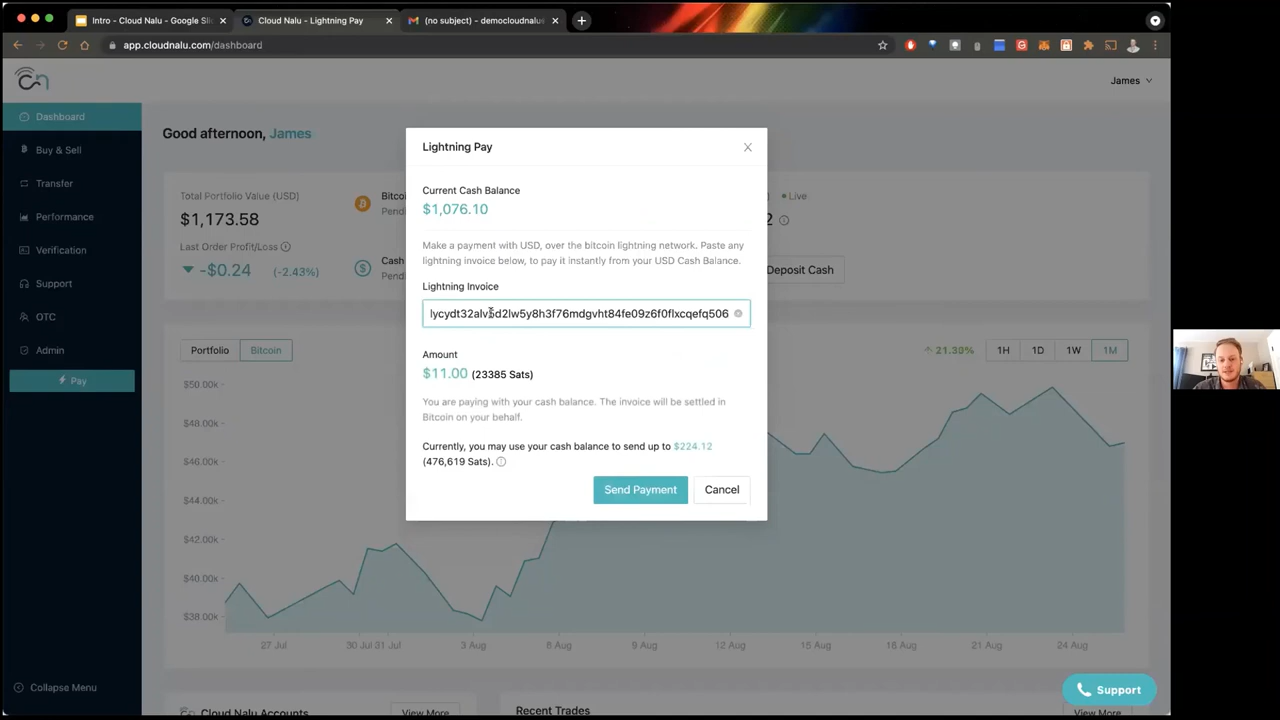 Intro - Cloud Nalu - Google Sli
Cloud Nalu - Lightning Pay
(no subject) - democloudnalu
app.cloudnalu.com/dashboard
cn
James
Dashboard
Buy & Sell
Transfer
Performance
Verification
Support
OTC
Admin
Pay
Collapse Menu
Good afternoon, James
Total Portfolio Value (USD)
$1,173.58
Last Order Profit/Loss
-$0.24 (-2.43%)
Bitcoi
Pendi
Cash
Pendi
Live
2
Deposit Cash
Lightning Pay
Current Cash Balance
$1,076.10
Make a payment with USD, over the bitcoin lightning network. Paste any
lightning invoice below, to pay it instantly from your USD Cash Balance.
Lightning Invoice
Amount
$11.00 (23385 Sats)
You are paying with your cash balance. The invoice will be settled in
Bitcoin on your behalf.
Currently, you may use your cash balance to send up to $224.12
(476,619 Sats).
Send Payment
Cancel
Portfolio
Bitcoin
21.39%
1H
1D
1W
1M
$50.00k
$48.00k
$46.00k
$44.00k
$42.00k
$40.00k
$38.00k
27 Jul
30 Jul
31 Jul
3 Aug
6 Aug
9 Aug
12 Aug
15 Aug
18 Aug
21 Aug
24 Aug
Support
Cloud Nalu Accounts
View More
Recent Trades
View More